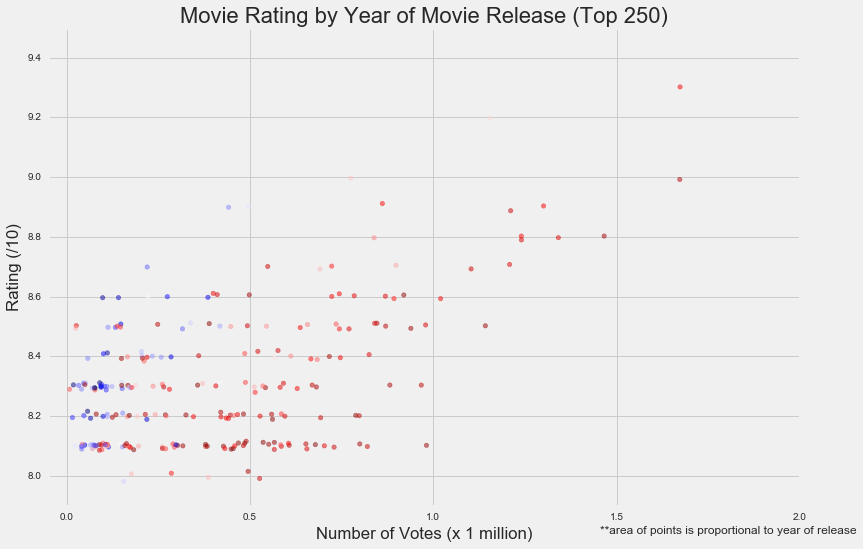 Movie Rating by Year of Movie Release (Top 250)
9.4
9.2
9.0
8.8
8.6
8.4
8.2
8.0
Rating (/10)
0.0 0.5 1.0 1.5 2.0
Number of Votes (x 1 million)
**area of points is proportional to year of release